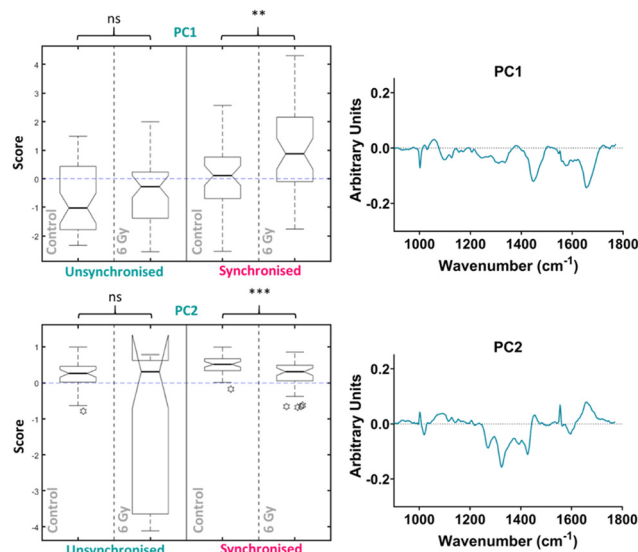 ns
PC1
**
Score
4
3
2
1
0
-1
-2
Control
6 Gy
Control
6 Gy
Unsynchronised
Synchronised
PC1
Arbitrary Units
0.2
0.0
-0.2
1000 1200 1400 1600 1800
Wavenumber (cm-1)
ns
PC2
***
Score
1
0
-1
-2
-3
-4
Control
6 Gy
Control
6 Gy
Unsynchronised
Synchronised
PC2
Arbitrary Units
0.2
0.0
-0.2
1000 1200 1400 1600 1800
Wavenumber (cm-1)